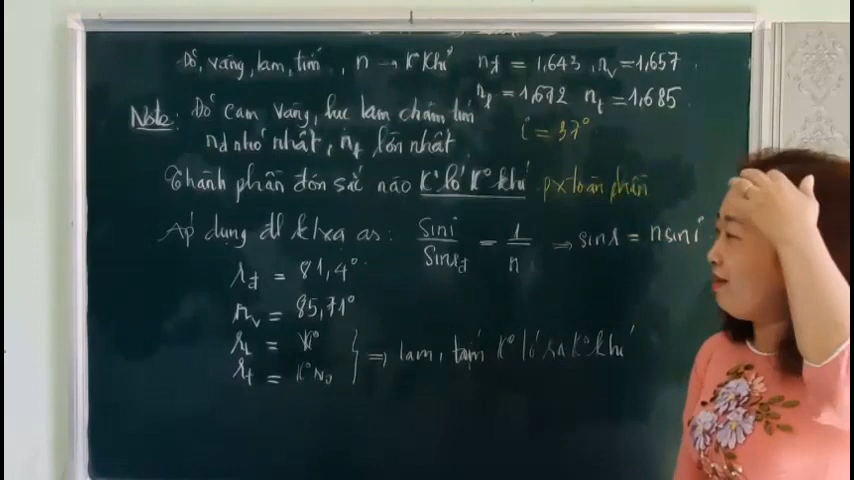 Đỏ, vàng, lam, tím, n → K khí nđ = 1,643, nv = 1,657
nl = 1,672 nt = 1,685
Note: Đỏ cam vàng, lục lam chàm tím i = 37°
nđ nhỏ nhất, nt lớn nhất
Thành phần đơn sắc nào K° ló K° khí px toàn phần
Áp dụng đl ktxạ as: sini/sinrđ = 1/n ⇒ sinr = nsini
rđ = 81,4°
rv = 85,71°
rl = K° } ⇒ lam, tím K° ló ra K° khí
rt = K° No